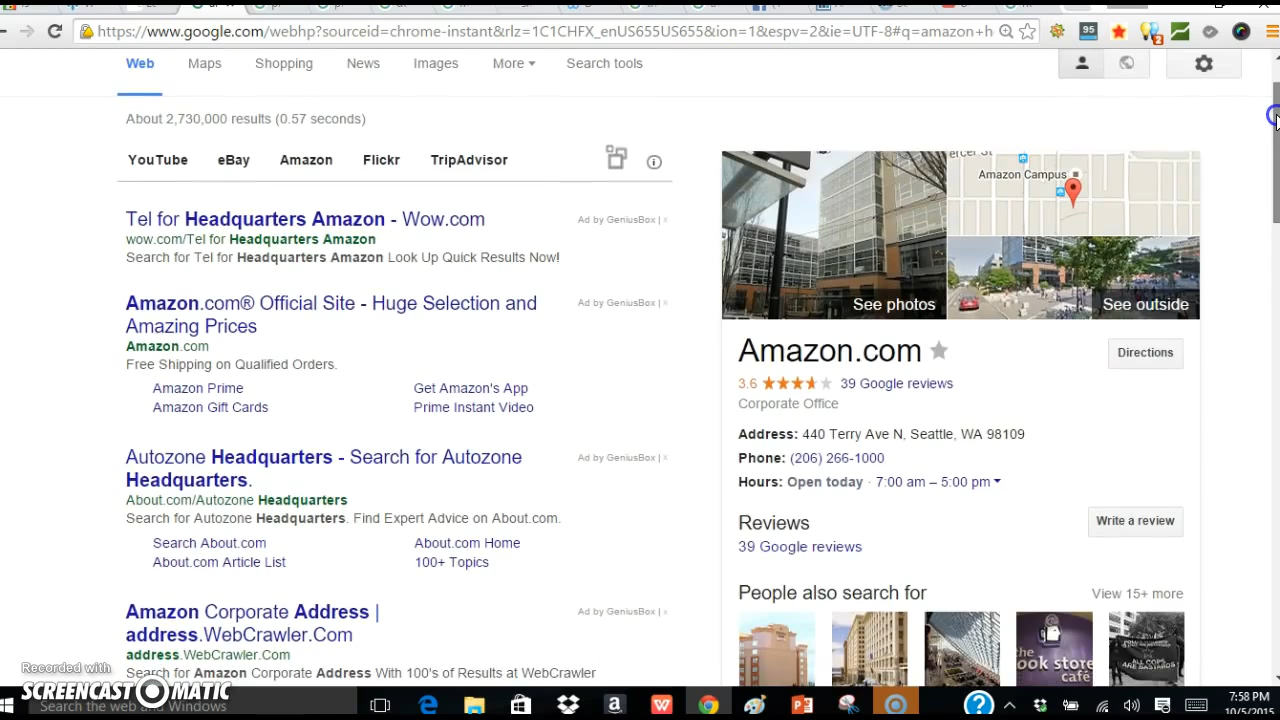 https://www.google.com/webhp?sourceid=chrome-instant&rlz=1C1CHFX_enUS655US655&ion=1&espv=2&ie=UTF-8#q=amazon+h
95
2
Web Maps Shopping News Images More Search tools
About 2,730,000 results (0.57 seconds)
YouTube eBay Amazon Flickr TripAdvisor
Tel for Headquarters Amazon - Wow.com
Ad by GeniusBox | x
wow.com/Tel for Headquarters Amazon
Search for Tel for Headquarters Amazon Look Up Quick Results Now!
Amazon.com® Official Site - Huge Selection and
Amazing Prices
Ad by GeniusBox | x
Amazon.com
Free Shipping on Qualified Orders.
Amazon Prime Get Amazon's App
Amazon Gift Cards Prime Instant Video
Autozone Headquarters - Search for Autozone
Headquarters.
Ad by GeniusBox | x
About.com/Autozone Headquarters
Search for Autozone Headquarters. Find Expert Advice on About.com.
Search About.com About.com Home
About.com Article List 100+ Topics
Amazon Corporate Address |
address.WebCrawler.Com
Ad by GeniusBox | x
address.WebCrawler.Com
Search for Amazon Corporate Address With 100's of Results at WebCrawler
Amazon Campus
See photos
See outside
Amazon.com
Directions
3.6 39 Google reviews
Corporate Office
Address: 440 Terry Ave N, Seattle, WA 98109
Phone: (206) 266-1000
Hours: Open today · 7:00 am – 5:00 pm
Reviews
Write a review
39 Google reviews
People also search for View 15+ more
the
ook store
café
Recorded with
SCREENCAST MATIC
Search the web and Windows
7:58 PM
10/5/2015